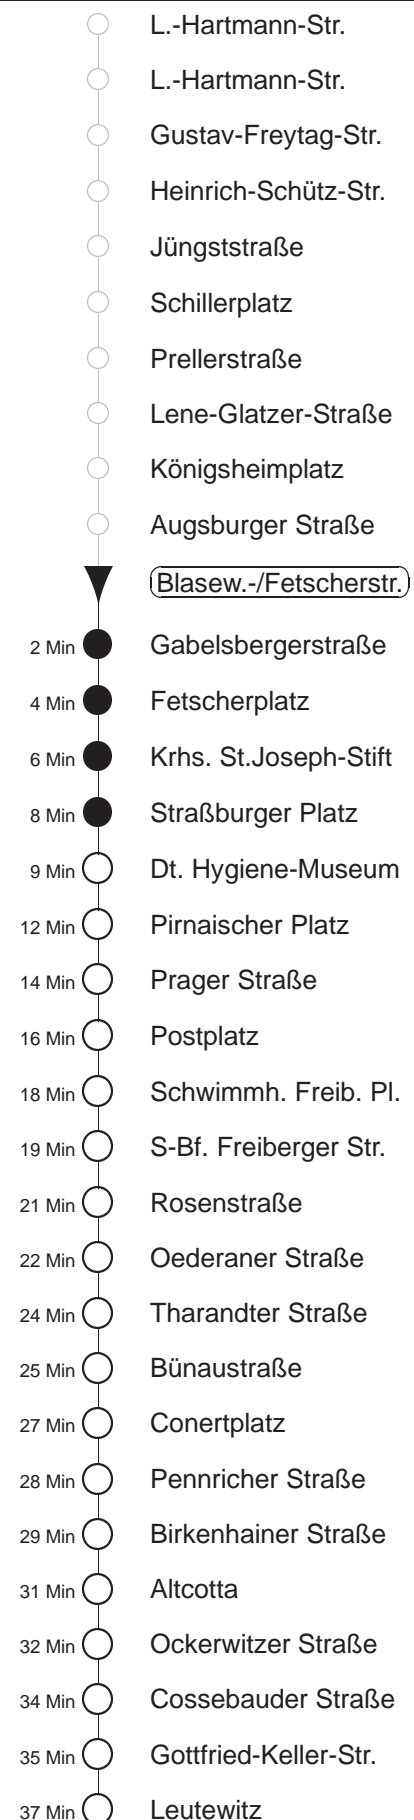 L.-Hartmann-Str.
L.-Hartmann-Str.
Gustav-Freytag-Str.
Heinrich-Schütz-Str.
Jüngststraße
Schillerplatz
Prellerstraße
Lene-Glatzer-Straße
Königsheimplatz
Augsburger Straße
Blasew.-/Fetscherstr.
2 Min Gabelsbergerstraße
4 Min Fetscherplatz
6 Min Krhs. St.Joseph-Stift
8 Min Straßburger Platz
9 Min Dt. Hygiene-Museum
12 Min Pirnaischer Platz
14 Min Prager Straße
16 Min Postplatz
18 Min Schwimmh. Freib. Pl.
19 Min S-Bf. Freiberger Str.
21 Min Rosenstraße
22 Min Oederaner Straße
24 Min Tharandter Straße
25 Min Bünaustraße
27 Min Conertplatz
28 Min Pennricher Straße
29 Min Birkenhainer Straße
31 Min Altcotta
32 Min Ockerwitzer Straße
34 Min Cossebauder Straße
35 Min Gottfried-Keller-Str.
37 Min Leutewitz